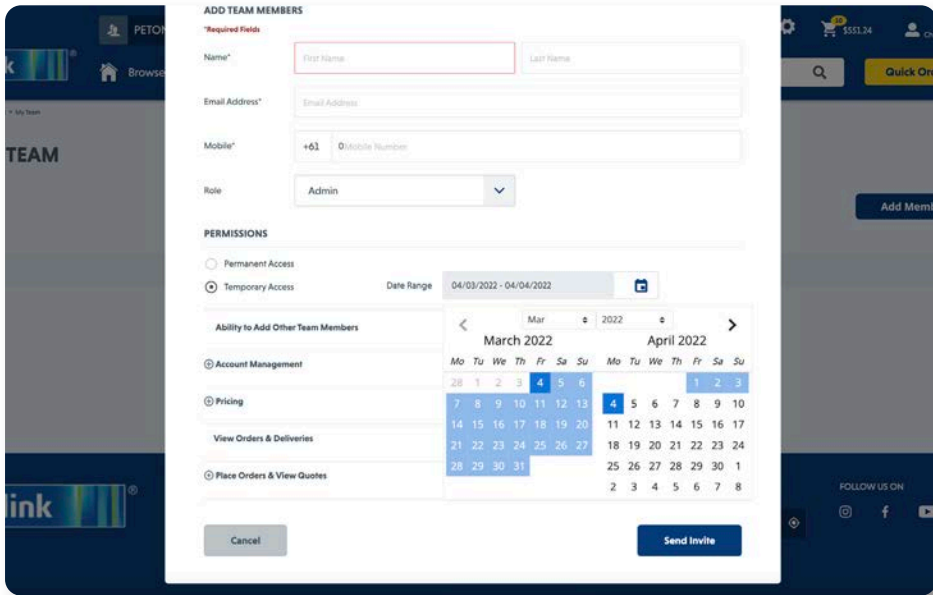 ADD TEAM MEMBERS
*Required Fields
PETON
$551.24
Name*
First Name
Last Name
k
®
Browse
Quick Or
Email Address*
Email Address
• My Team
TEAM
Mobile*
+61
0Mobile Number
Role
Admin
Add Memb
PERMISSIONS
Permanent Access
Temporary Access
Date Range
04/03/2022 - 04/04/2022
Ability to Add Other Team Members
Account Management
Pricing
View Orders & Deliveries
Place Orders & View Quotes
Mar
2022
March 2022
Mo Tu We Th Fr Sa Su
28 1 2 3 4 5 6
7 8 9 10 11 12 13
14 15 16 17 18 19 20
21 22 23 24 25 26 27
28 29 30 31
April 2022
Mo Tu We Th Fr Sa Su
1 2 3
4 5 6 7 8 9 10
11 12 13 14 15 16 17
18 19 20 21 22 23 24
25 26 27 28 29 30 1
2 3 4 5 6 7 8
link
®
FOLLOW US ON
Cancel
Send Invite